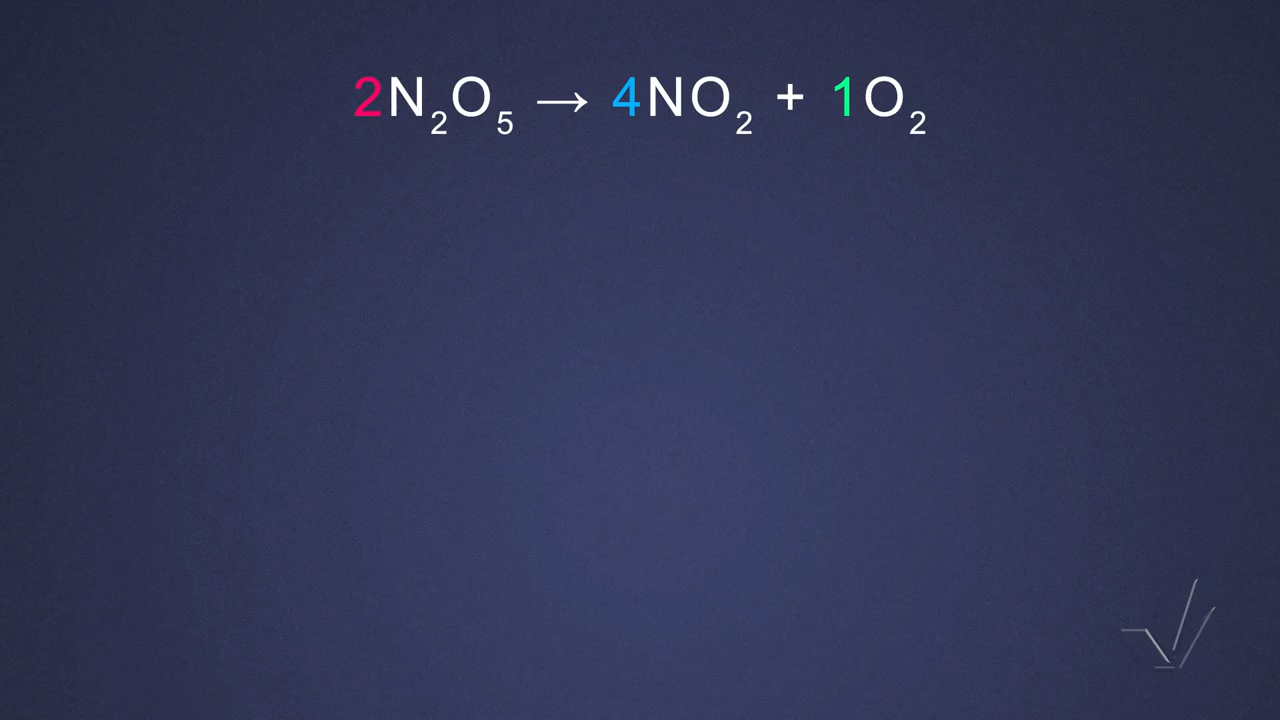 2N₂O₅ → 4NO₂ + 1O₂